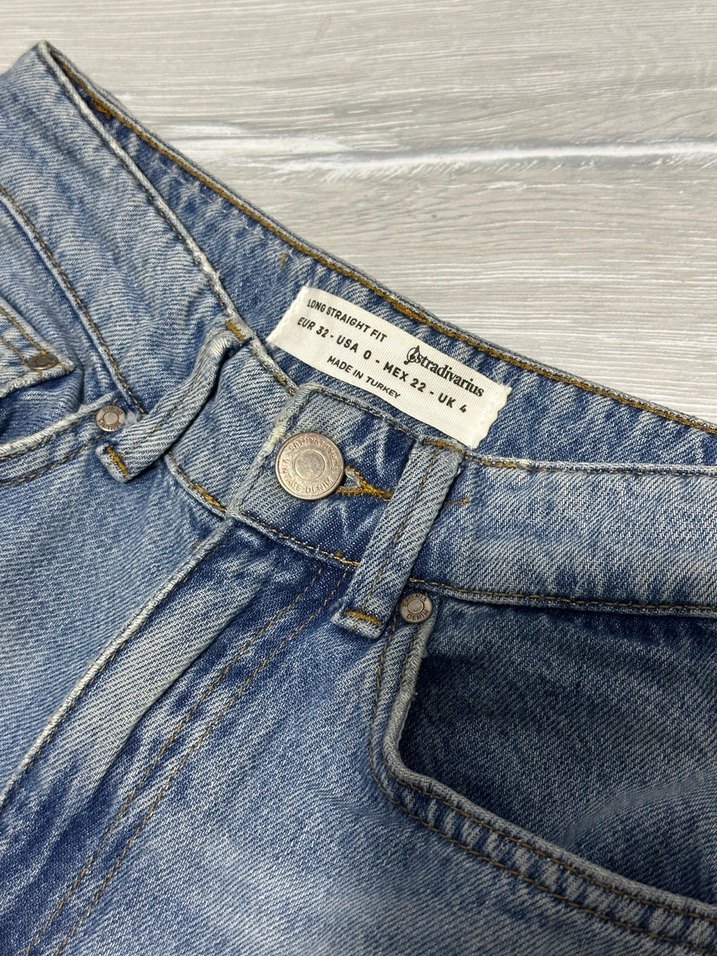 LONG STRAIGHT FIT
stradivarius
EUR 32 - USA 0 - MEX 22 - UK 4
MADE IN TURKEY